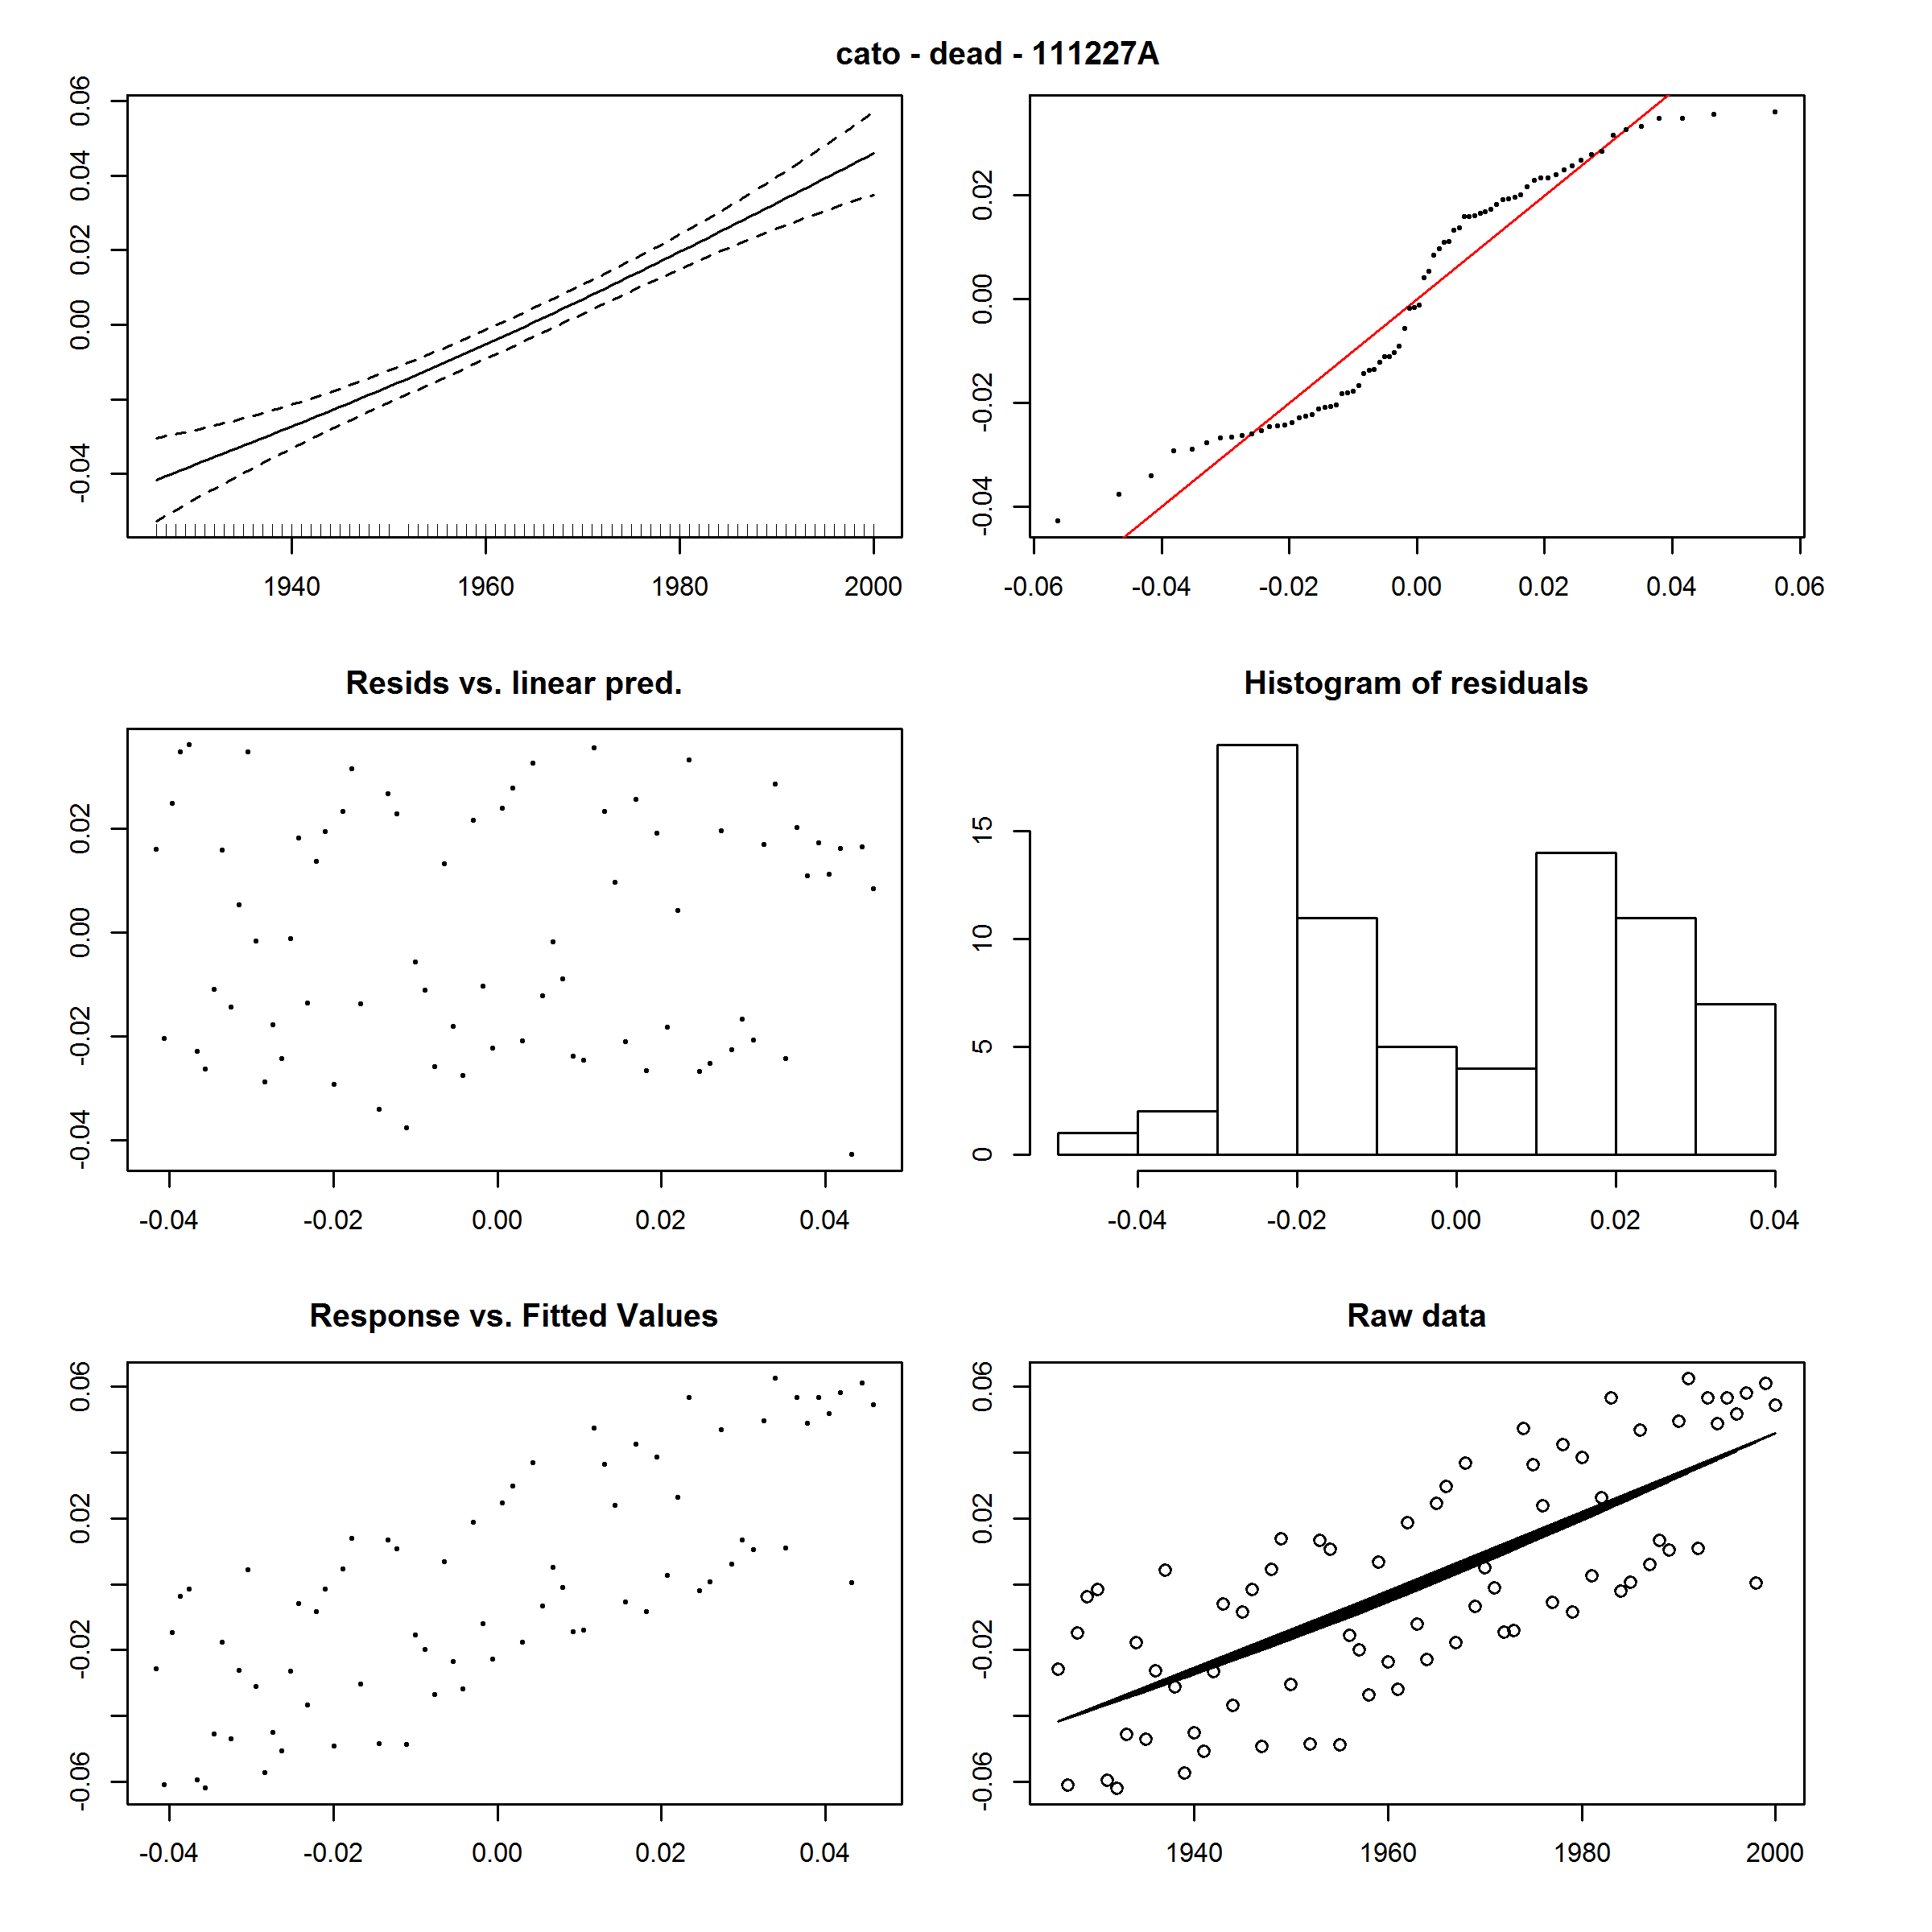 cato - dead - 111227A
0.06
0.04
0.02
0.00
-0.04
1940 1960 1980 2000
0.02
0.00
-0.02
-0.04
-0.06 -0.04 -0.02 0.00 0.02 0.04 0.06
Resids vs. linear pred.
0.02
0.00
-0.02
-0.04
-0.04 -0.02 0.00 0.02 0.04
Histogram of residuals
15
10
5
0
-0.04 -0.02 0.00 0.02 0.04
Response vs. Fitted Values
0.06
0.02
-0.02
-0.06
-0.04 -0.02 0.00 0.02 0.04
Raw data
0.06
0.02
-0.02
-0.06
1940 1960 1980 2000